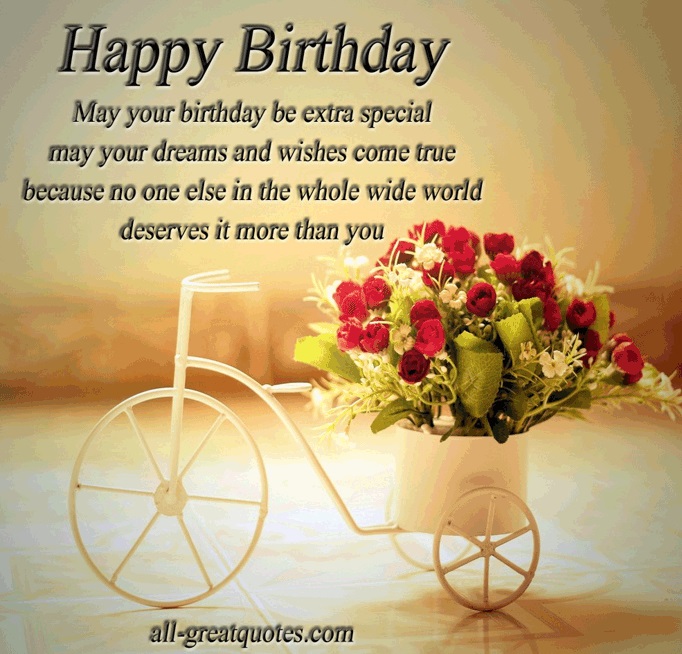 Happy Birthday
May your birthday be extra special
may your dreams and wishes come true
because no one else in the whole wide world
deserves it more than you
all-greatquotes.com